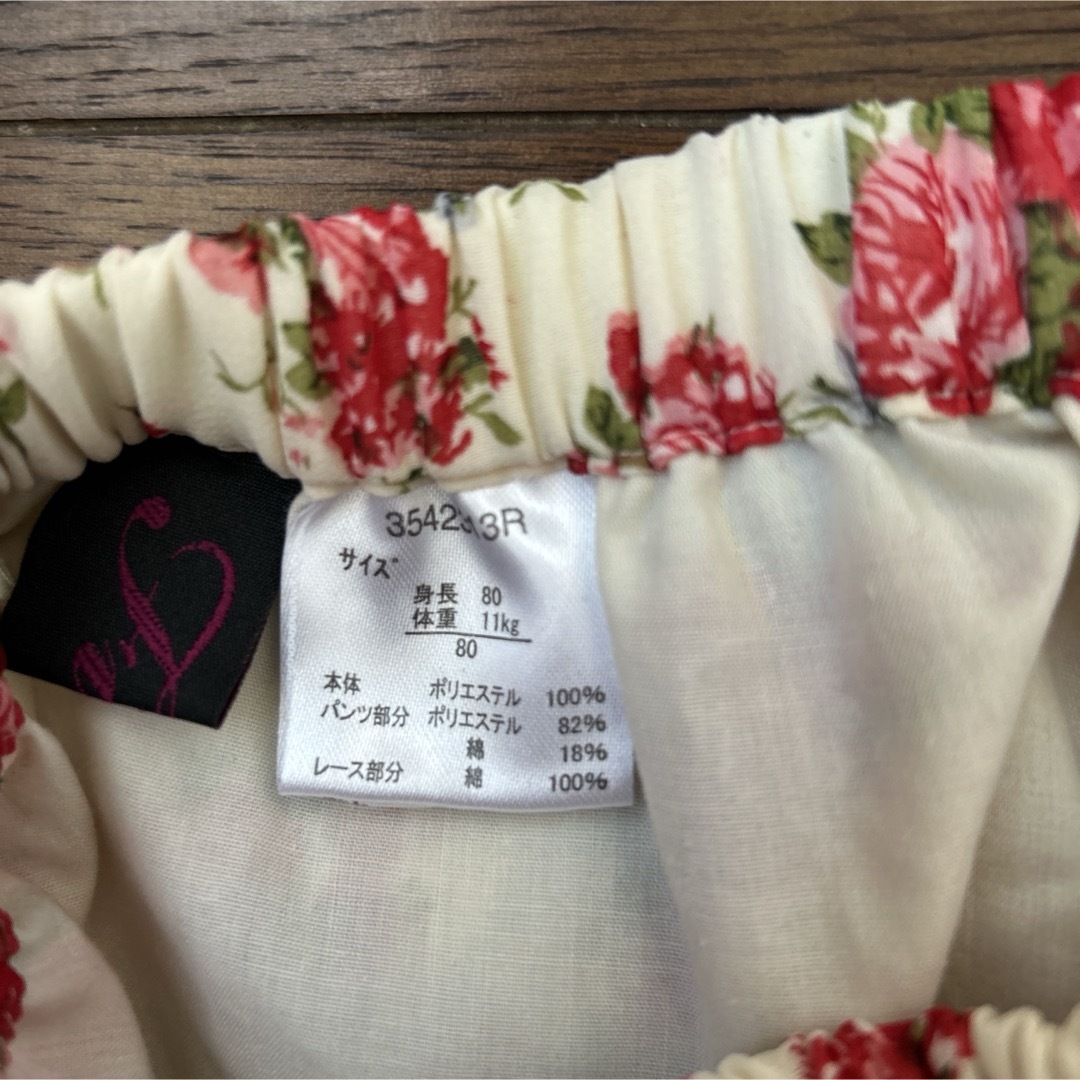 サイズ
身長 80
体重 11kg
80
本体 ポリエステル 100%
パンツ部分 ポリエステル 82%
綿 18%
レース部分 綿 100%